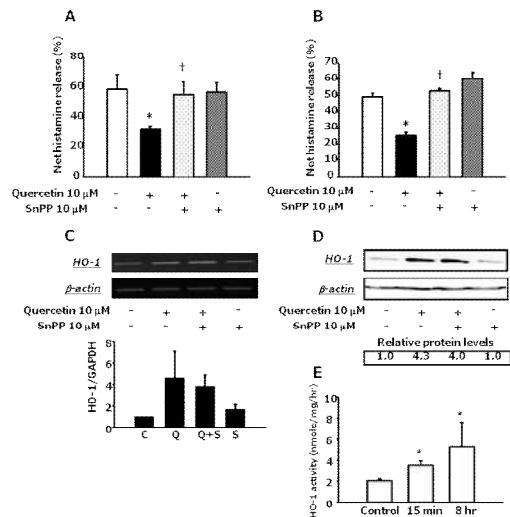 A
Net histamine release (%)
80
70
60
50
40
30
20
10
0
*
†
Quercetin 10 μM - + + -
SnPP 10 μM - - + +
B
Net histamine release (%)
70
60
50
40
30
20
10
0
*
†
Quercetin 10 μM - + + -
SnPP 10 μM - - + +
C
HO-1
β-actin
Quercetin 10 μM - + + -
SnPP 10 μM - - + +
HO-1/GAPDH
8
6
4
2
0
C Q Q+S S
D
HO-1
β-actin
Quercetin 10 μM - + + -
SnPP 10 μM - - + +
Relative protein levels
1.0 4.3 4.0 1.0
E
HO-1 activity (nmole/mg/hr)
8
6
4
2
0
*
*
Control 15 min 8 hr